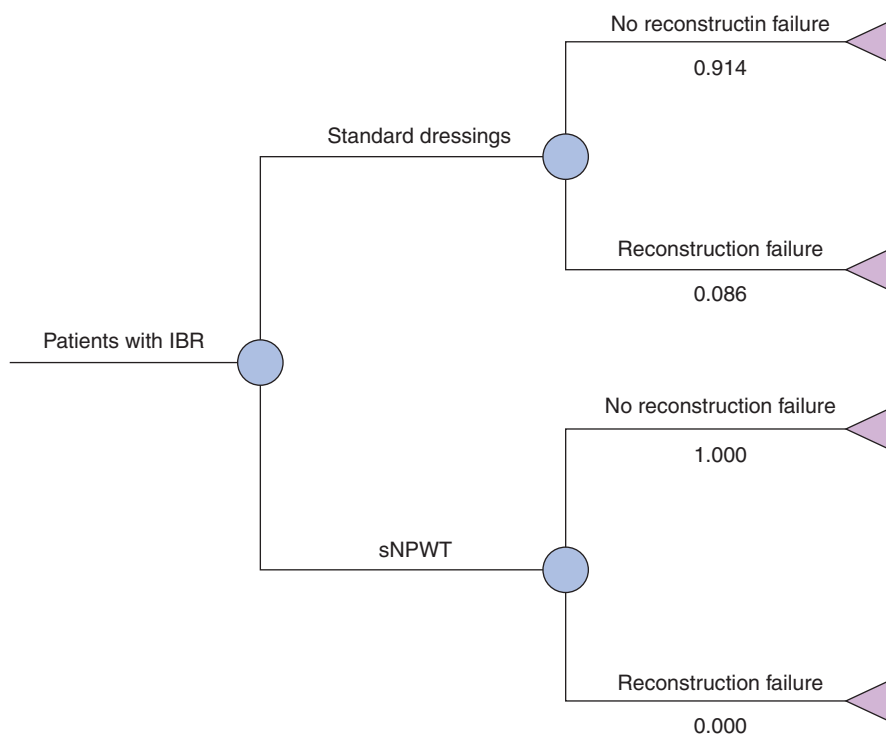 No reconstructin failure
0.914
Standard dressings
Reconstruction failure
0.086
Patients with IBR
No reconstruction failure
1.000
sNPWT
Reconstruction failure
0.000